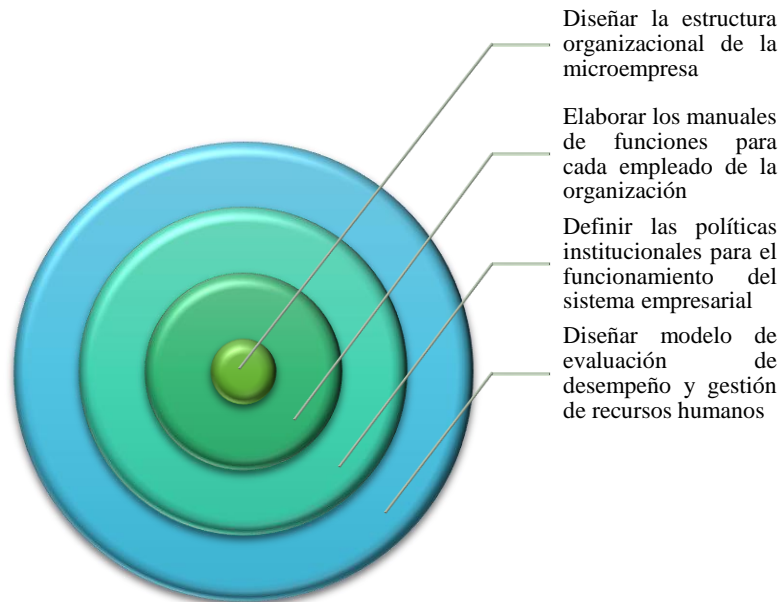 Diseñar la estructura
organizacional de la
microempresa
Elaborar los manuales
de funciones para
cada empleado de la
organización
Definir las políticas
institucionales para el
funcionamiento del
sistema empresarial
Diseñar modelo de
evaluación de
desempeño y gestión
de recursos humanos